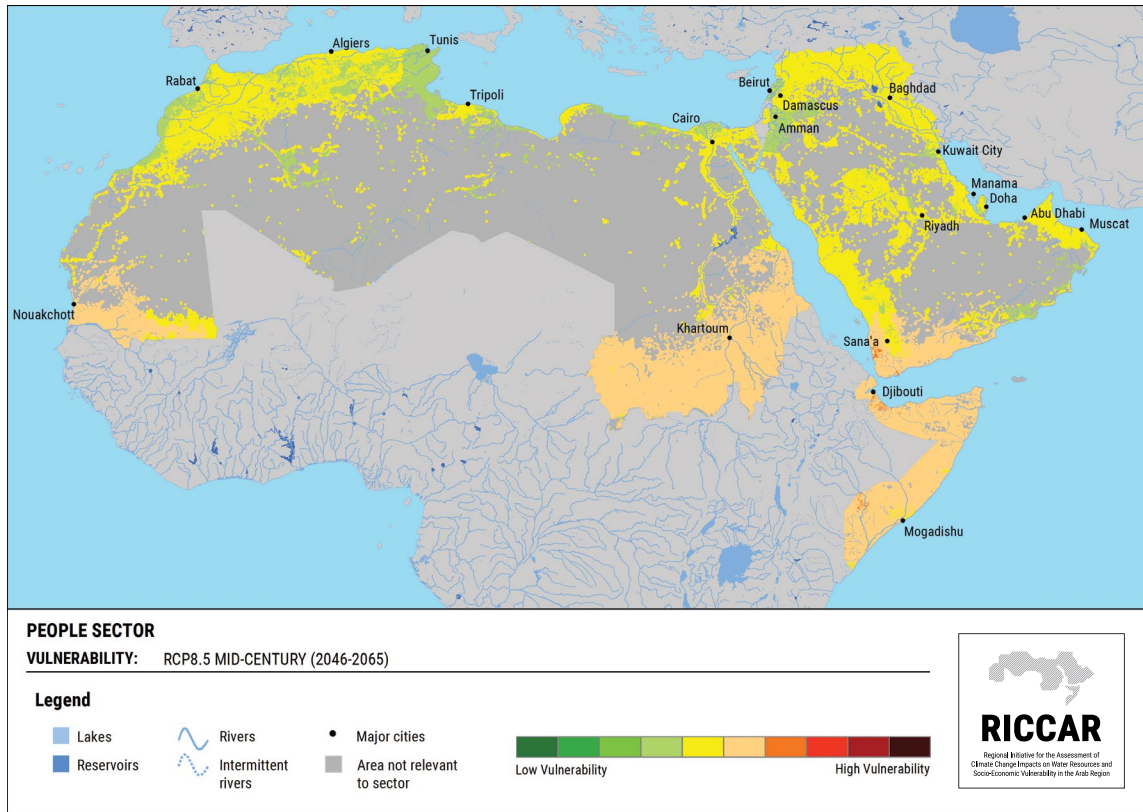 Algiers
Tunis
Rabat
Tripoli
Beirut
Baghdad
Damascus
Cairo
Amman
Kuwait City
Manama
Doha
Abu Dhabi
Riyadh
Muscat
Nouakchott
Khartoum
Sana'a
Djibouti
Mogadishu
PEOPLE SECTOR
VULNERABILITY: RCP8.5 MID-CENTURY (2046-2065)
Legend
Lakes
Rivers
Major cities
Reservoirs
Intermittent
rivers
Area not relevant
to sector
Low Vulnerability
High Vulnerability
RICCAR
Regional Initiative for the Assessment of
Climate Change Impacts on Water Resources and
Socio-Economic Vulnerability in the Arab Region